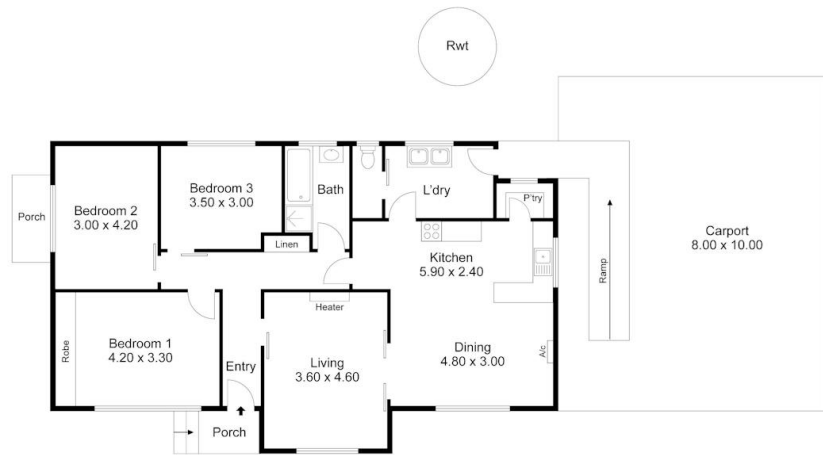 Rwt
Porch
Bedroom 2
3.00 x 4.20
Bedroom 3
3.50 x 3.00
Bath
L'dry
P'try
Linen
Kitchen
5.90 x 2.40
Carport
8.00 x 10.00
Ramp
Heater
Robe
Bedroom 1
4.20 x 3.30
Entry
Living
3.60 x 4.60
Dining
4.80 x 3.00
A/c
Porch